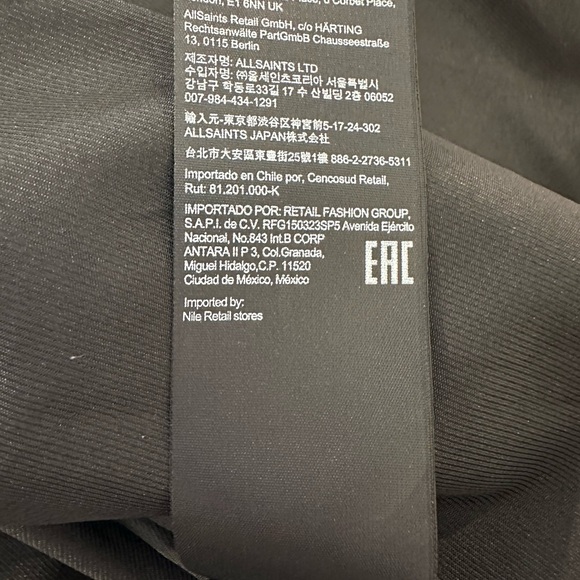 London, E1 6NN UK
AllSaints Retail GmbH, c/o HÄRTING
Rechtsanwälte PartGmbB Chausseestraße
13, 0115 Berlin
제조자명: ALLSAINTS LTD
수입자명: ㈜올세인츠코리아 서울특별시
강남구 학동로33길 17 수 산빌딩 2층 06052
007-984-434-1291
輸入元-東京都渋谷区神宮前5-17-24-302
ALLSAINTS JAPAN株式会社
台北市大安區東豊街25號1樓 886-2-2736-5311
Importado en Chile por, Cencosud Retail,
Rut: 81.201.000-K
IMPORTADO POR: RETAIL FASHION GROUP,
S.A.P.I. de C.V. RFG150323SP5 Avenida Ejército
Nacional, No.843 Int.B CORP
ANTARA II P 3, Col.Granada,
Miguel Hidalgo,C.P. 11520
Ciudad de México, México
EAC
Imported by:
Nile Retail stores